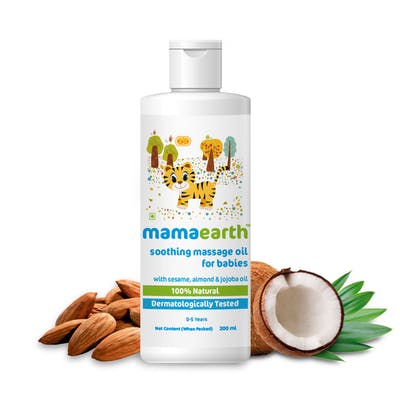 mamaearth™
soothing massage oil
for babies
with sesame, almond & jojoba oil
100% Natural
Dermatologically Tested
0-5 Years
Net Content (When Packed) 200 ml